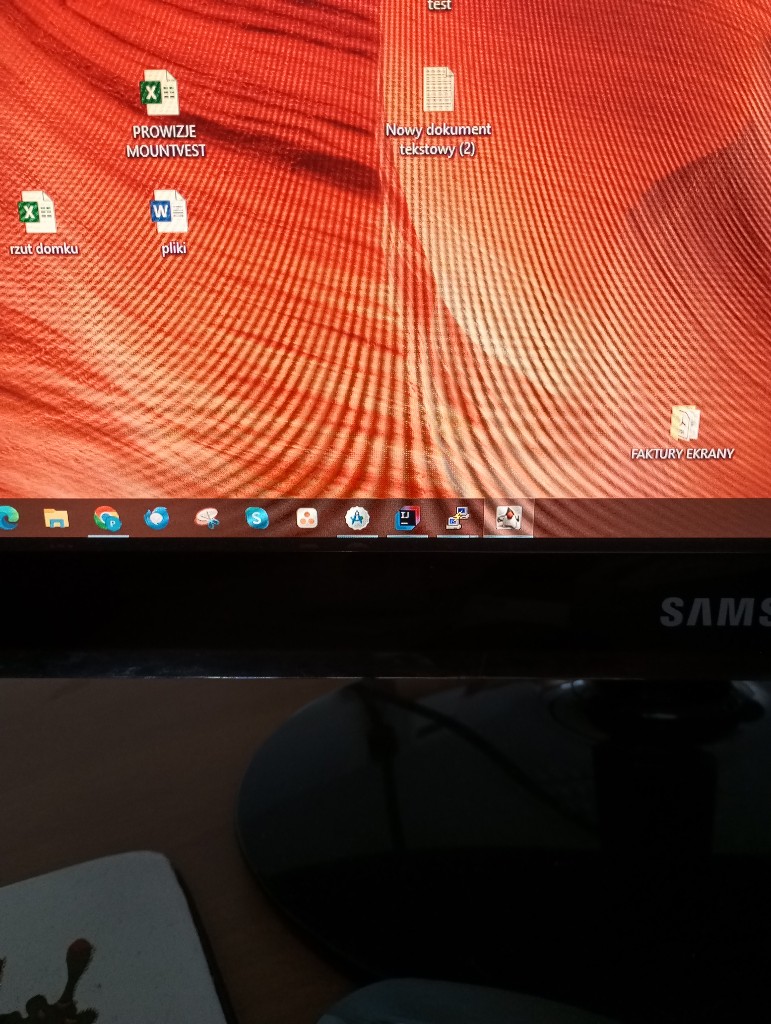 test
PROWIZJE
MOUNTVEST
Nowy dokument
tekstowy (2)
rzut domku
pliki
FAKTURY EKRANY
SAMS